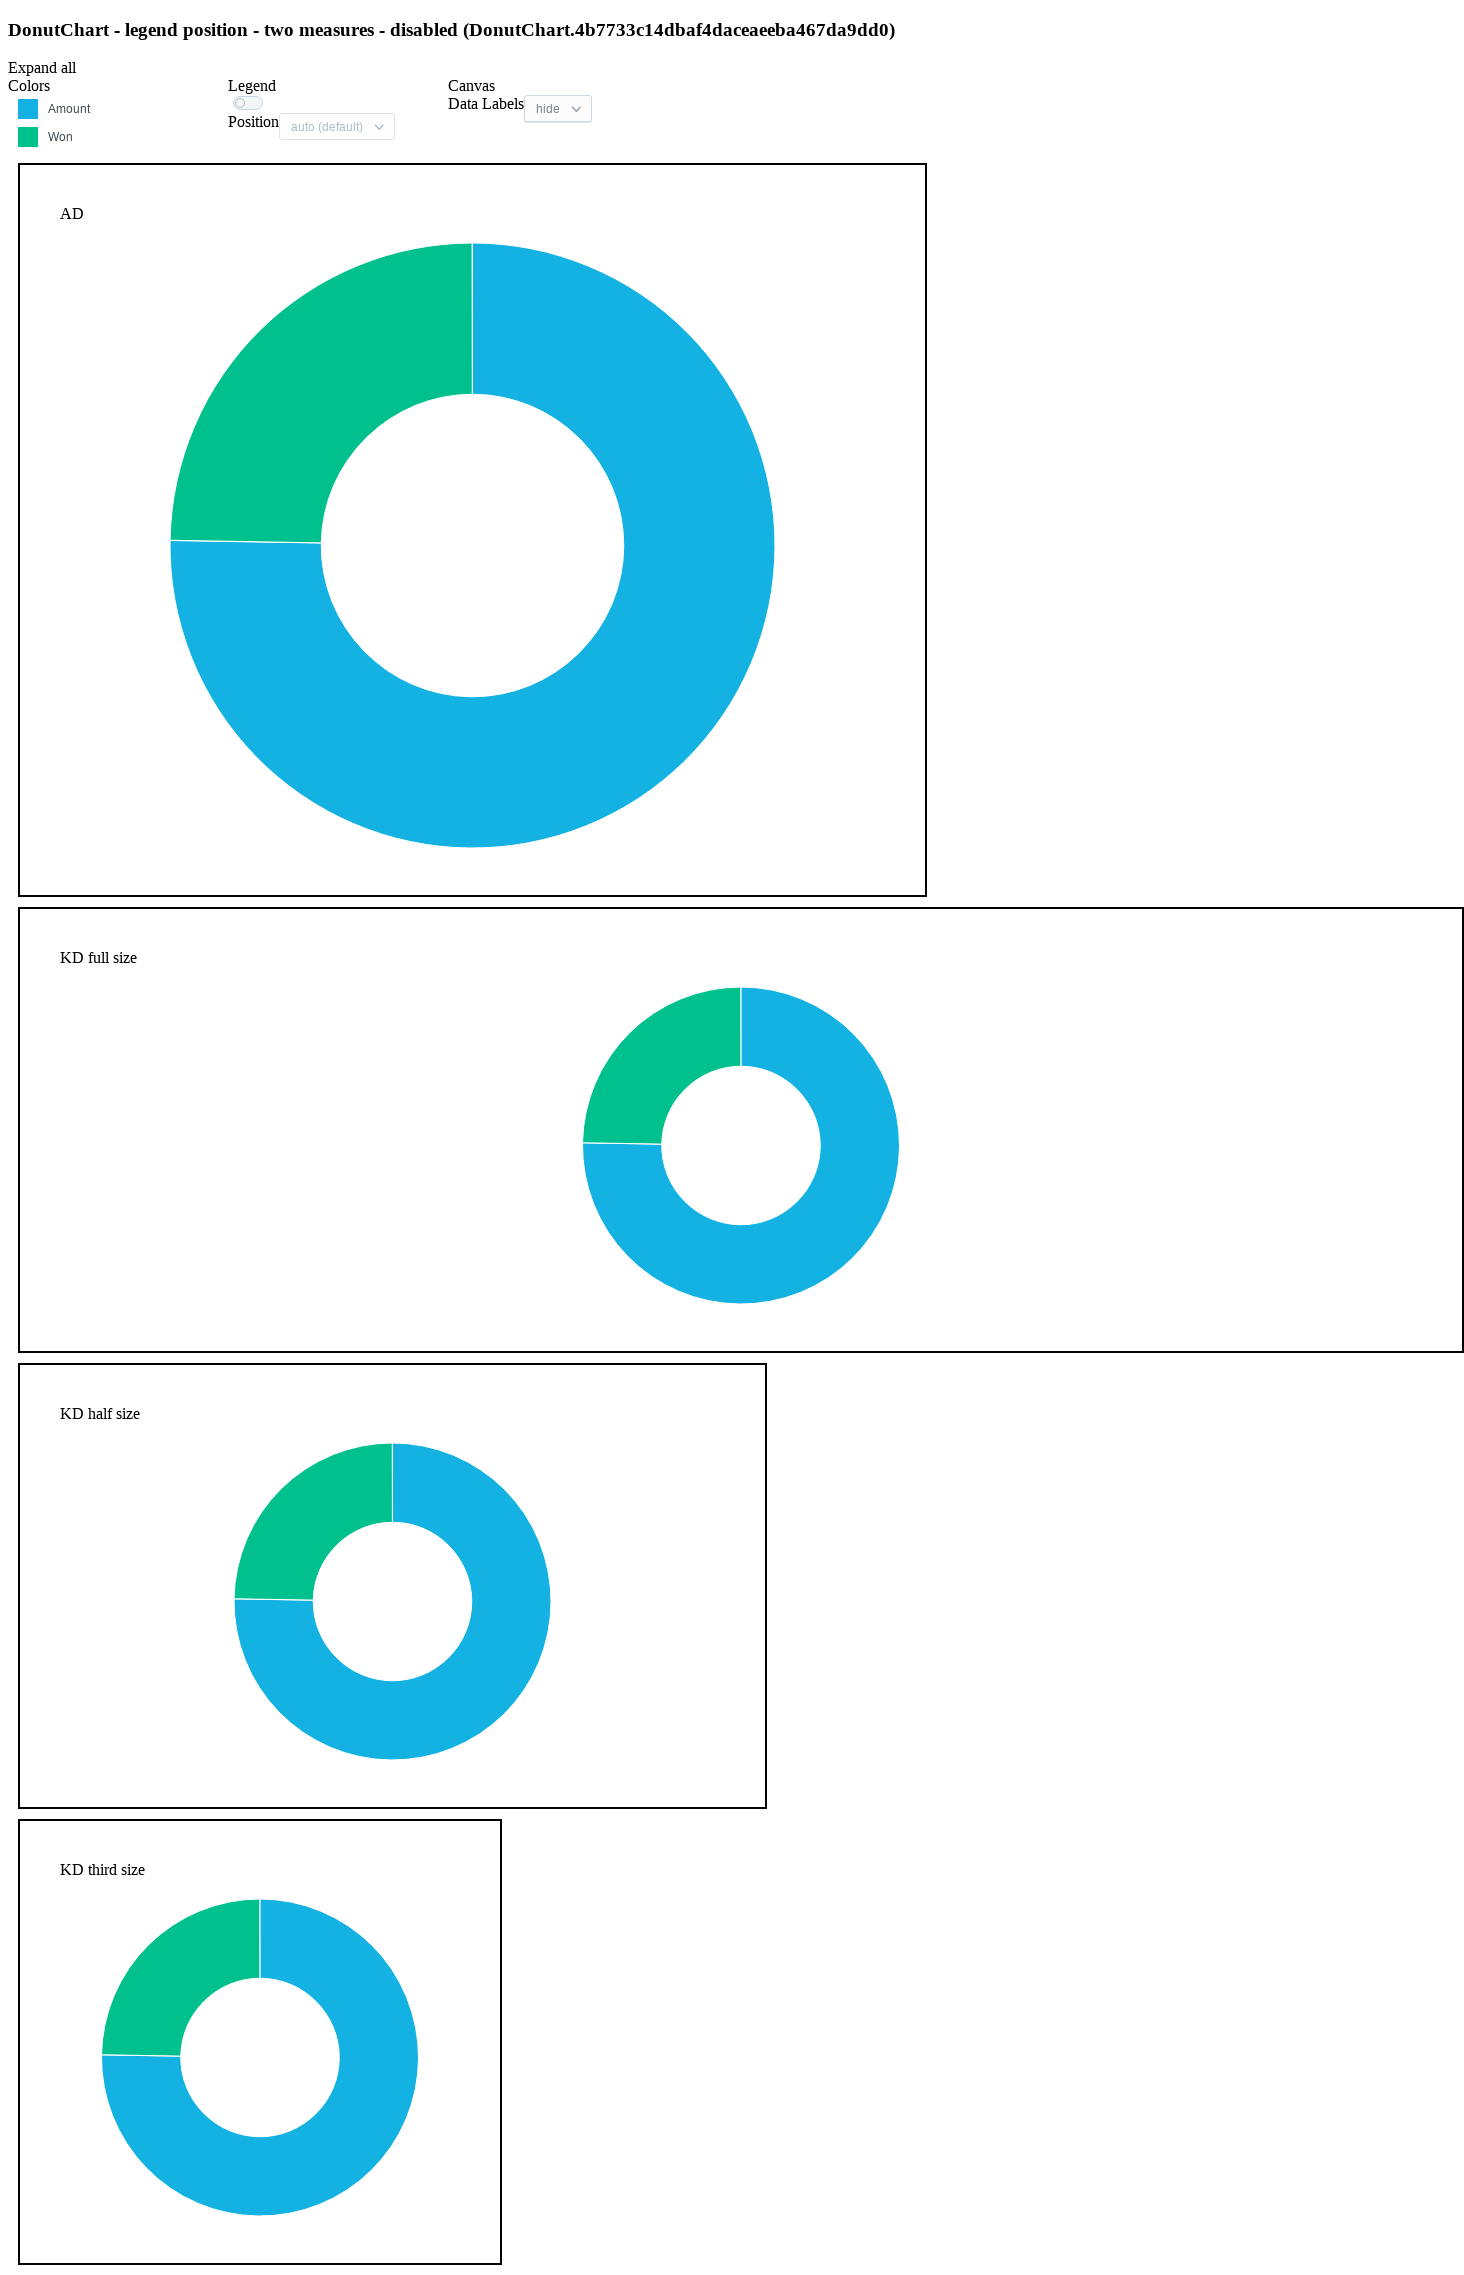 DonutChart - legend position - two measures - disabled (DonutChart.4b7733c14dbaf4daceaeeba467da9dd0)
Expand all
Colors
Amount
Won
Legend
Position auto (default)
Canvas
Data Labels hide
AD
KD full size
KD half size
KD third size